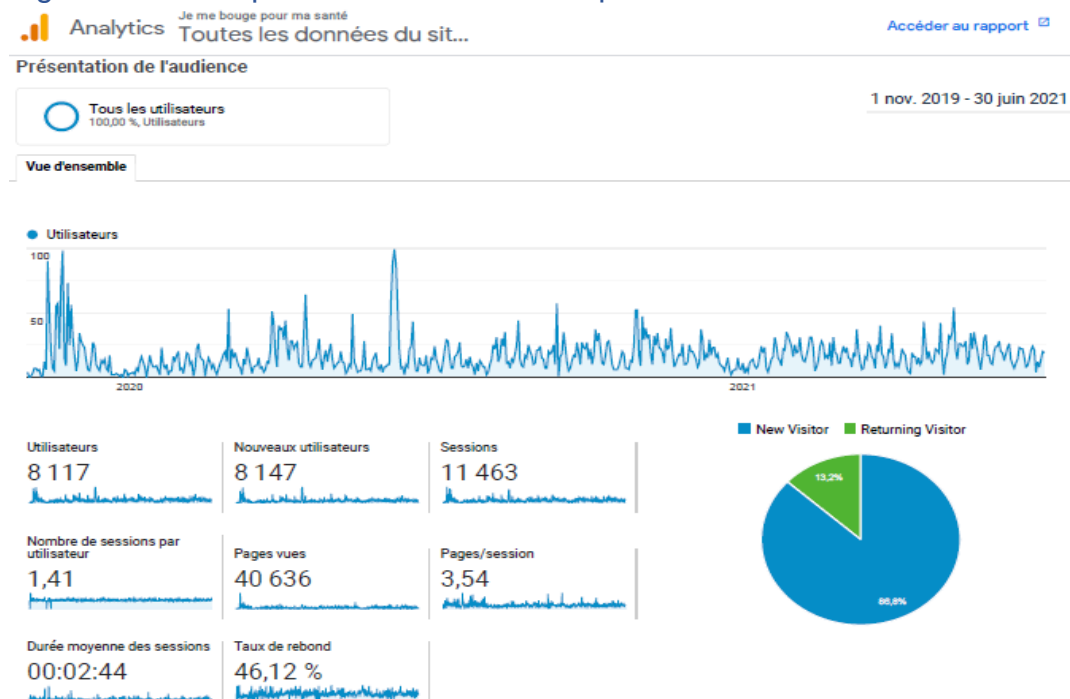 Analytics
Je me bouge pour ma santé
Toutes les données du sit...
Accéder au rapport
Présentation de l'audience
Tous les utilisateurs
100,00 %, Utilisateurs
1 nov. 2019 - 30 juin 2021
Vue d'ensemble
Utilisateurs
100
50
2020
2021
New Visitor
Returning Visitor
Utilisateurs
8 117
Nouveaux utilisateurs
8 147
Sessions
11 463
13,2%
86,8%
Nombre de sessions par
utilisateur
1,41
Pages vues
40 636
Pages/session
3,54
Durée moyenne des sessions
00:02:44
Taux de rebond
46,12 %